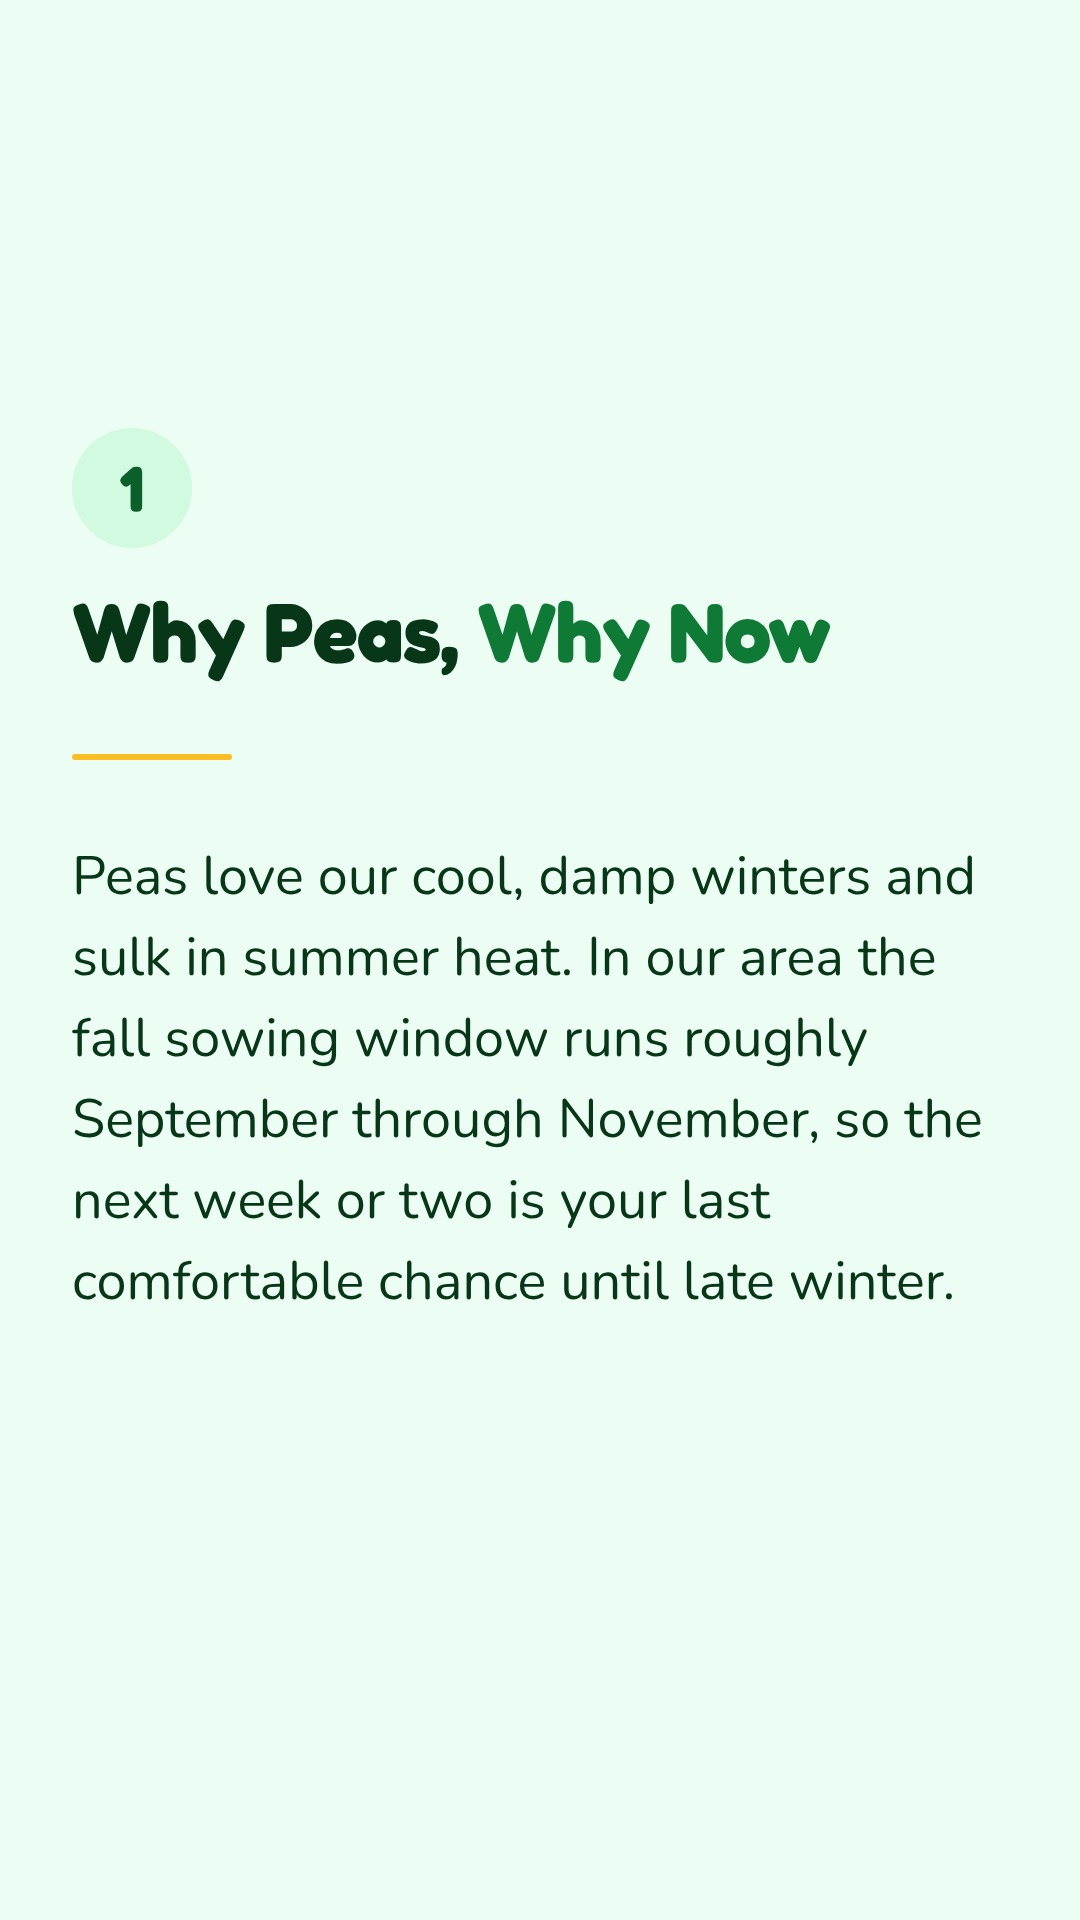 1
Why Peas, Why Now
Peas love our cool, damp winters and
sulk in summer heat. In our area the
fall sowing window runs roughly
September through November, so the
next week or two is your last
comfortable chance until late winter.